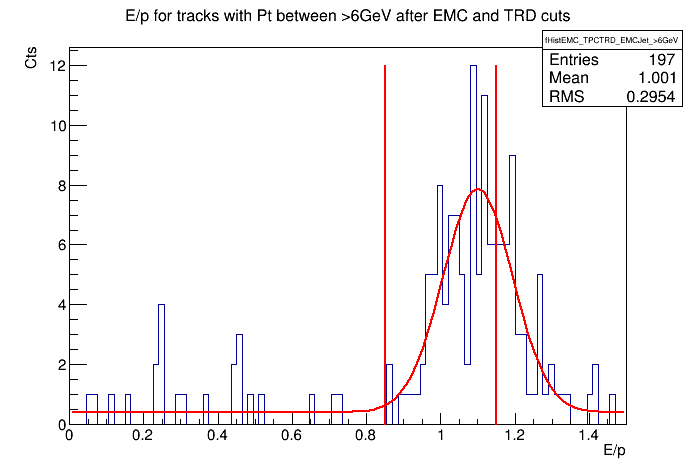 E/p for tracks with Pt between >6GeV after EMC and TRD cuts
fHistEMC_TPCTRD_EMCJet_>6GeV
Entries 197
Mean 1.001
RMS 0.2954
Cts
12
10
8
6
4
2
0
0 0.2 0.4 0.6 0.8 1 1.2 1.4
E/p